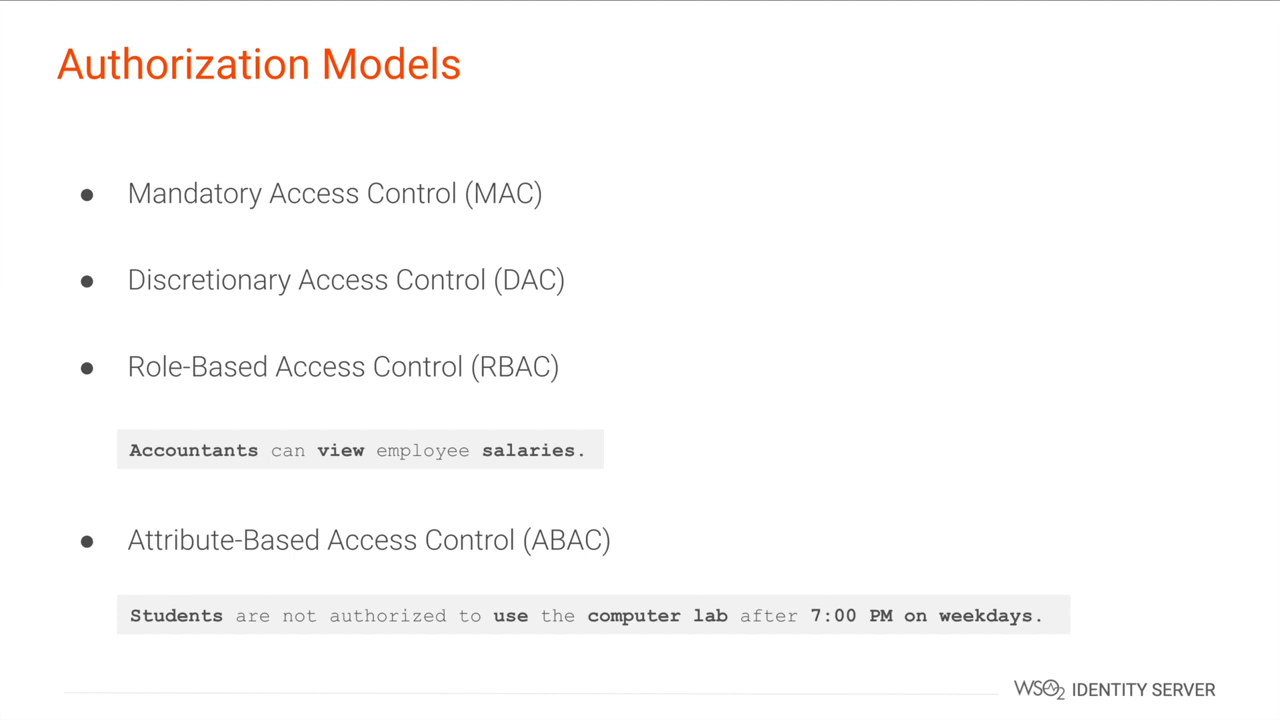 Authorization Models
● Mandatory Access Control (MAC)
● Discretionary Access Control (DAC)
● Role-Based Access Control (RBAC)
Accountants can view employee salaries.
● Attribute-Based Access Control (ABAC)
Students are not authorized to use the computer lab after 7:00 PM on weekdays.
WSO2 IDENTITY SERVER